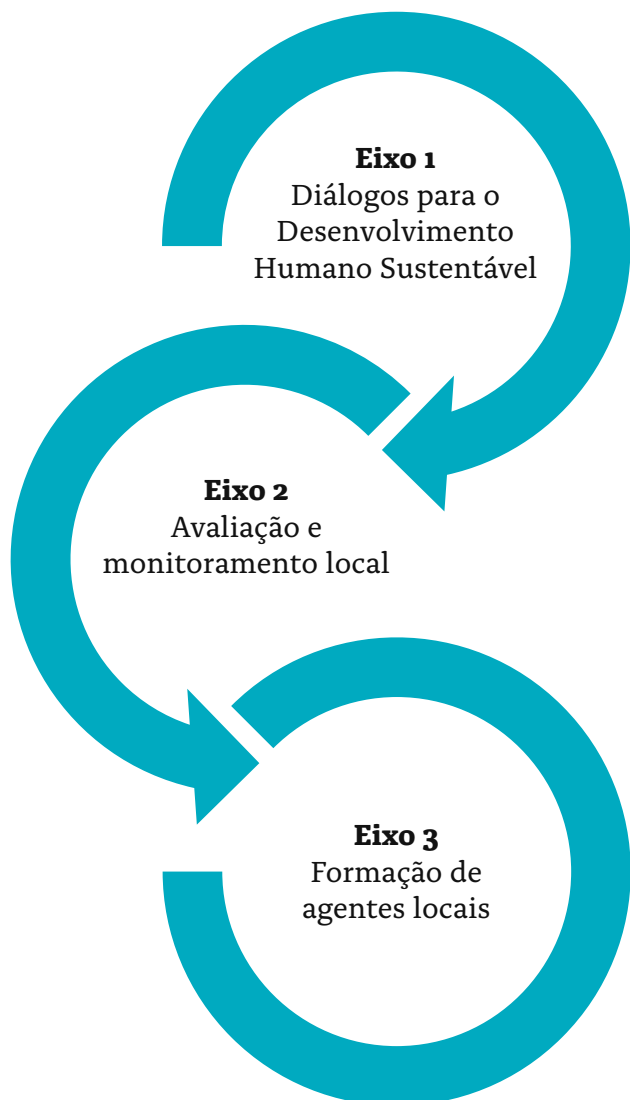 Eixo 1
Diálogos para o
Desenvolvimento
Humano Sustentável
Eixo 2
Avaliação e
monitoramento local
Eixo 3
Formação de
agentes locais